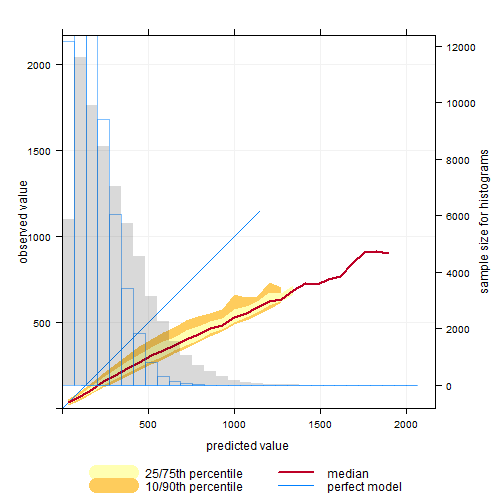 2000
1500
1000
500
observed value
12000
10000
8000
6000
4000
2000
0
sample size for histograms
500
1000
1500
2000
predicted value
25/75th percentile
median
10/90th percentile
perfect model